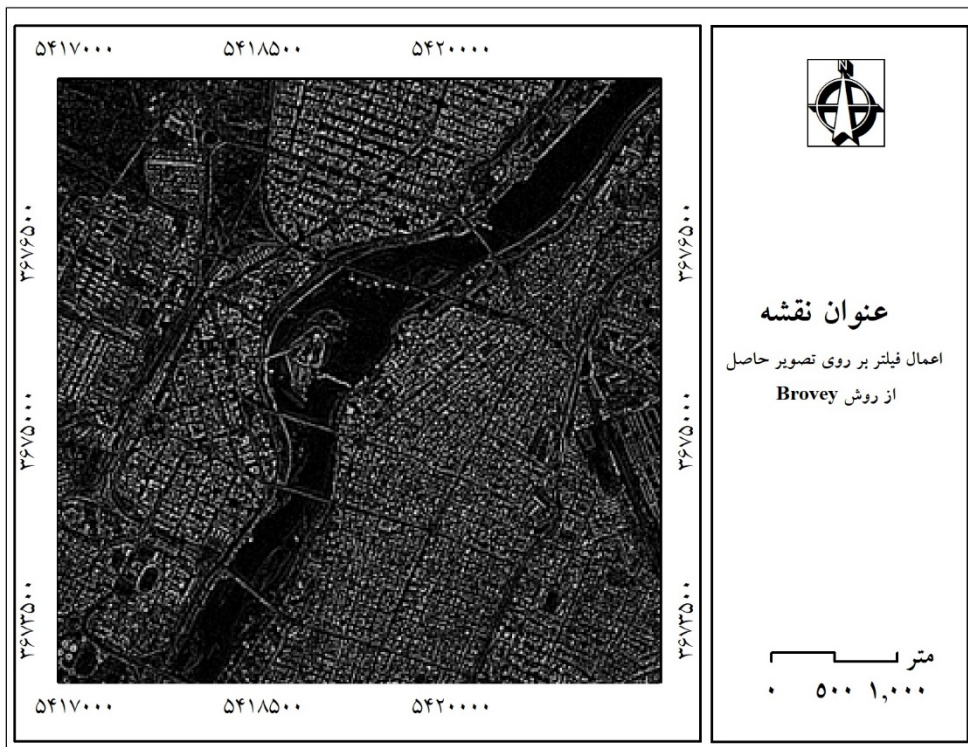 ۵۴۱۷۰۰۰ ۵۴۱۸۵۰۰ ۵۴۲۰۰۰۰
N
۳۶۷۶۵۰۰ ۳۶۷۶۵۰۰
عنوان نقشه
اعمال فیلتر بر روی تصویر حاصل
از روش Brovey
۳۶۷۵۰۰۰ ۳۶۷۵۰۰۰
۳۶۷۳۵۰۰ ۳۶۷۳۵۰۰
متر
۰ ۵۰۰ ۱,۰۰۰
۵۴۱۷۰۰۰ ۵۴۱۸۵۰۰ ۵۴۲۰۰۰۰